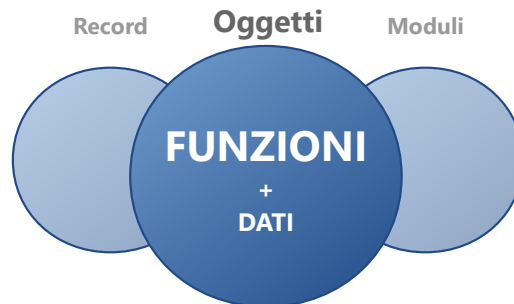 Record
Oggetti
Moduli
FUNZIONI
+
DATI